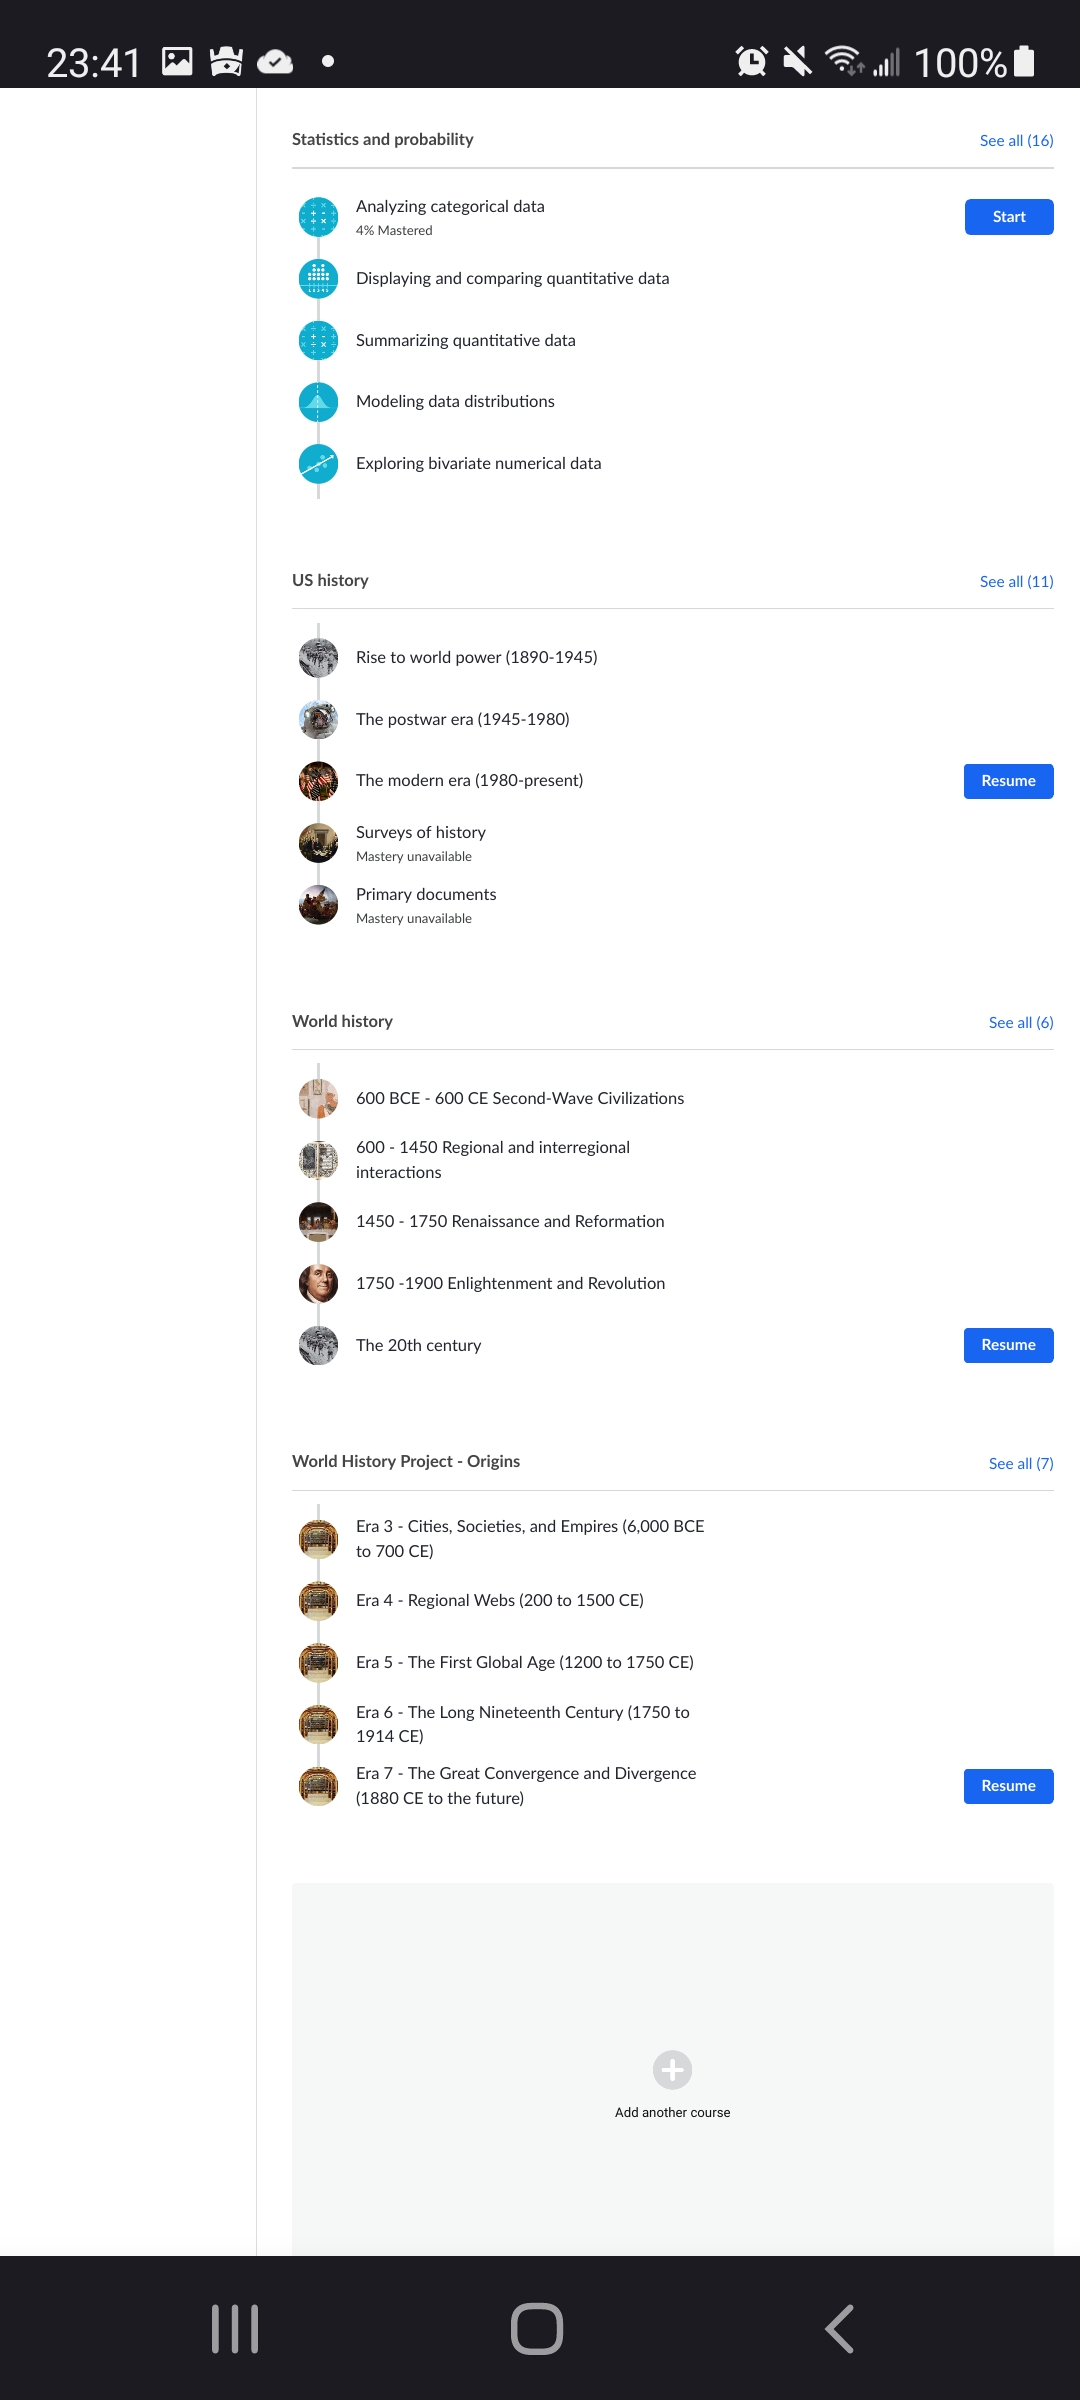 23:41
100%
Statistics and probability
See all (16)
Analyzing categorical data
4% Mastered
Start
Displaying and comparing quantitative data
Summarizing quantitative data
Modeling data distributions
Exploring bivariate numerical data
US history
See all (11)
Rise to world power (1890-1945)
The postwar era (1945-1980)
The modern era (1980-present)
Resume
Surveys of history
Mastery unavailable
Primary documents
Mastery unavailable
World history
See all (6)
600 BCE - 600 CE Second-Wave Civilizations
600 - 1450 Regional and interregional
interactions
1450 - 1750 Renaissance and Reformation
1750 -1900 Enlightenment and Revolution
The 20th century
Resume
World History Project - Origins
See all (7)
Era 3 - Cities, Societies, and Empires (6,000 BCE
to 700 CE)
Era 4 - Regional Webs (200 to 1500 CE)
Era 5 - The First Global Age (1200 to 1750 CE)
Era 6 - The Long Nineteenth Century (1750 to
1914 CE)
Era 7 - The Great Convergence and Divergence
(1880 CE to the future)
Resume
Add another course